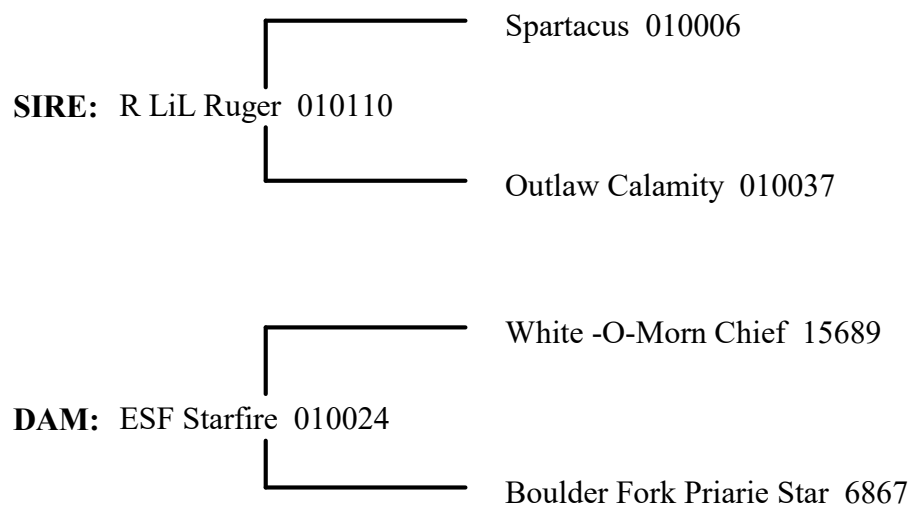 Spartacus 010006
SIRE: R LiL Ruger 010110
Outlaw Calamity 010037
White -O-Morn Chief 15689
DAM: ESF Starfire 010024
Boulder Fork Priarie Star 6867